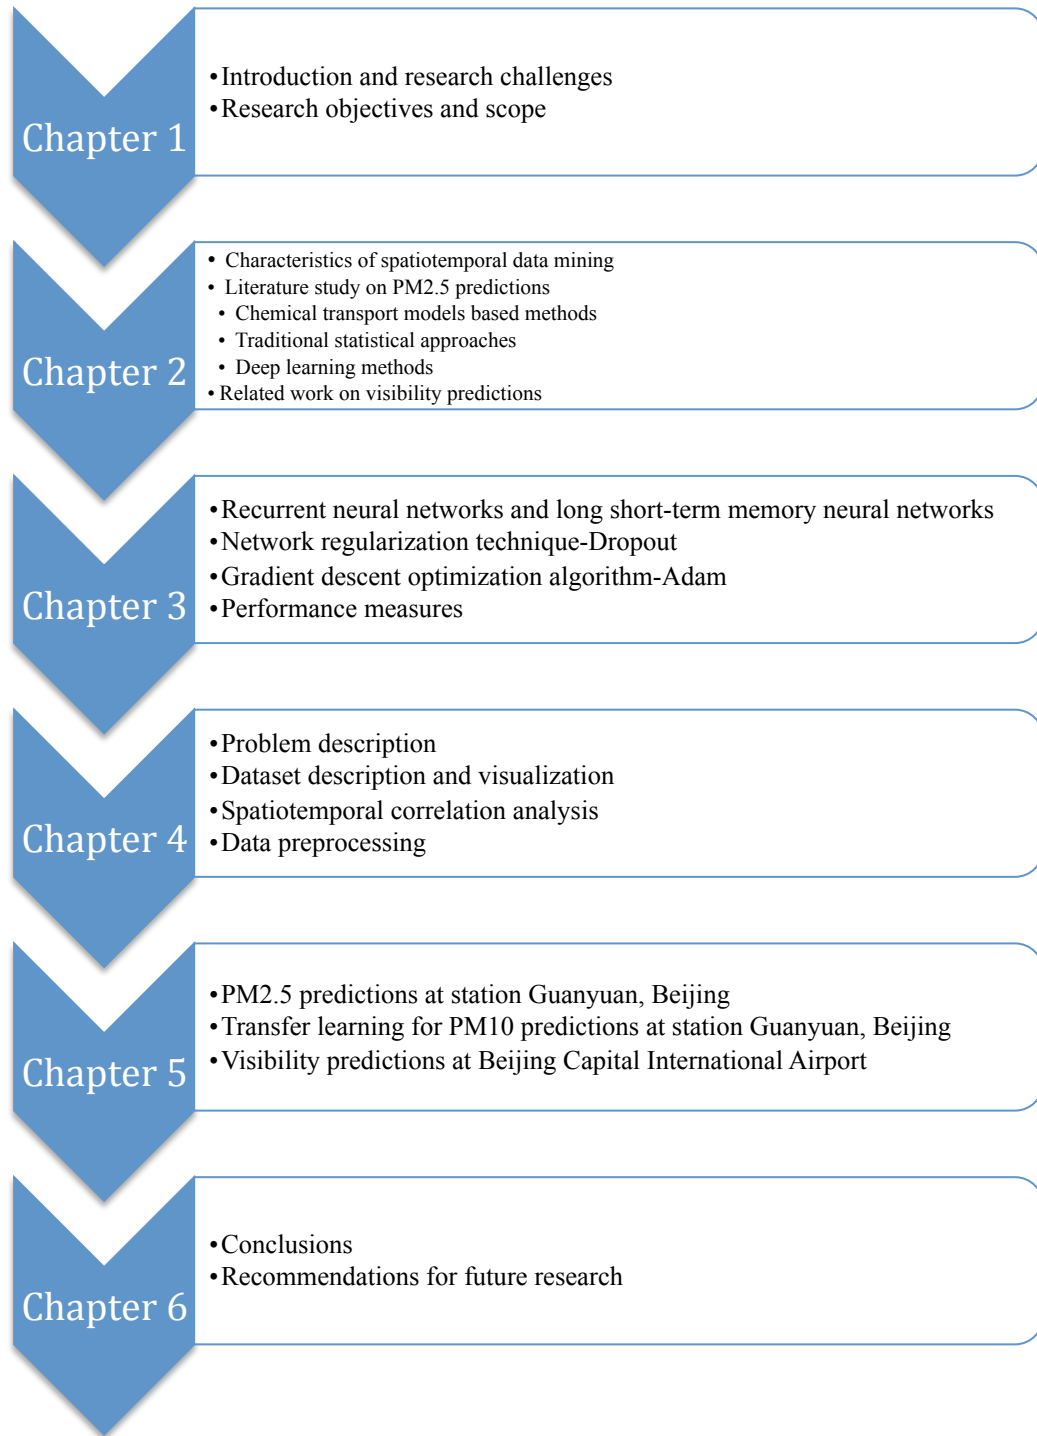 Chapter 1
•Introduction and research challenges
•Research objectives and scope
Chapter 2
• Characteristics of spatiotemporal data mining
• Literature study on PM2.5 predictions
• Chemical transport models based methods
• Traditional statistical approaches
• Deep learning methods
• Related work on visibility predictions
Chapter 3
•Recurrent neural networks and long short-term memory neural networks
•Network regularization technique-Dropout
•Gradient descent optimization algorithm-Adam
•Performance measures
Chapter 4
•Problem description
•Dataset description and visualization
•Spatiotemporal correlation analysis
•Data preprocessing
Chapter 5
•PM2.5 predictions at station Guanyuan, Beijing
•Transfer learning for PM10 predictions at station Guanyuan, Beijing
•Visibility predictions at Beijing Capital International Airport
Chapter 6
•Conclusions
•Recommendations for future research